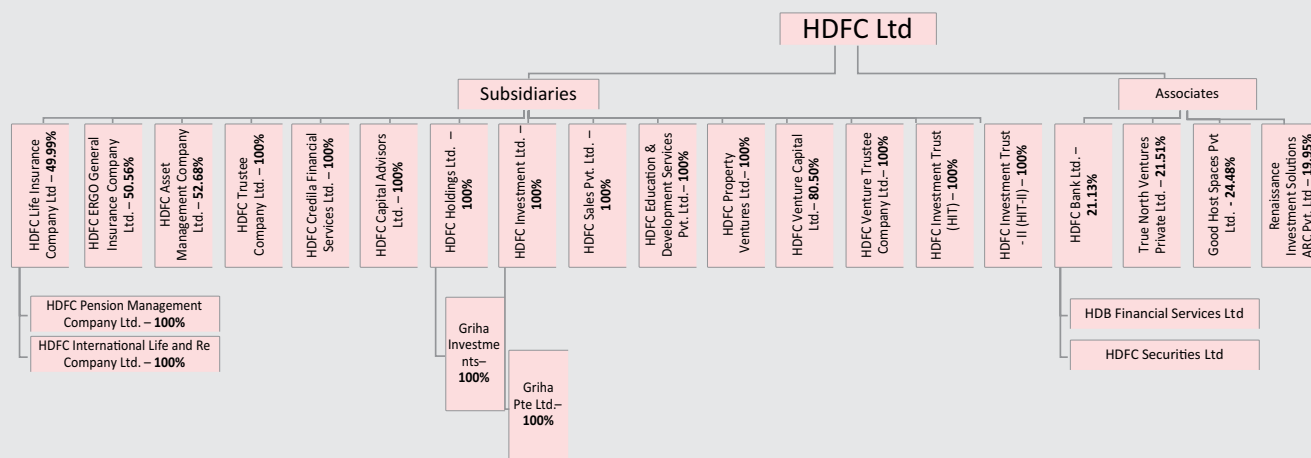 HDFC Ltd
Subsidiaries
Associates
HDFC Life Insurance
Company Ltd – 49.99%
HDFC ERGO General
Insurance Company
Ltd.– 50.56%
HDFC Asset
Management Company
Ltd. – 52.68%
HDFC Trustee
Company Ltd. – 100%
HDFC Credila Financial
Services Ltd. – 100%
HDFC Capital Advisors
Ltd. – 100%
HDFC Holdings Ltd. –
100%
HDFC Investment Ltd. –
100%
HDFC Sales Pvt. Ltd. –
100%
HDFC Education &
Development Services
Pvt. Ltd.– 100%
HDFC Property
Ventures Ltd.– 100%
HDFC Venture Capital
Ltd.– 80.50%
HDFC Venture Trustee
Company Ltd.– 100%
HDFC Investment Trust
(HIT) – 100%
HDFC Investment Trust
- II (HIT-II) – 100%
HDFC Bank Ltd. –
21.13%
True North Ventures
Private Ltd. – 21.51%
Good Host Spaces Pvt
Ltd. - 24.48%
Renaissance
Investment Solutions
ARC Pvt. Ltd – 19.95%
HDFC Pension Management
Company Ltd. – 100%
HDFC International Life and Re
Company Ltd. – 100%
Griha
Investme
nts–
100%
Griha
Pte Ltd.–
100%
HDB Financial Services Ltd
HDFC Securities Ltd